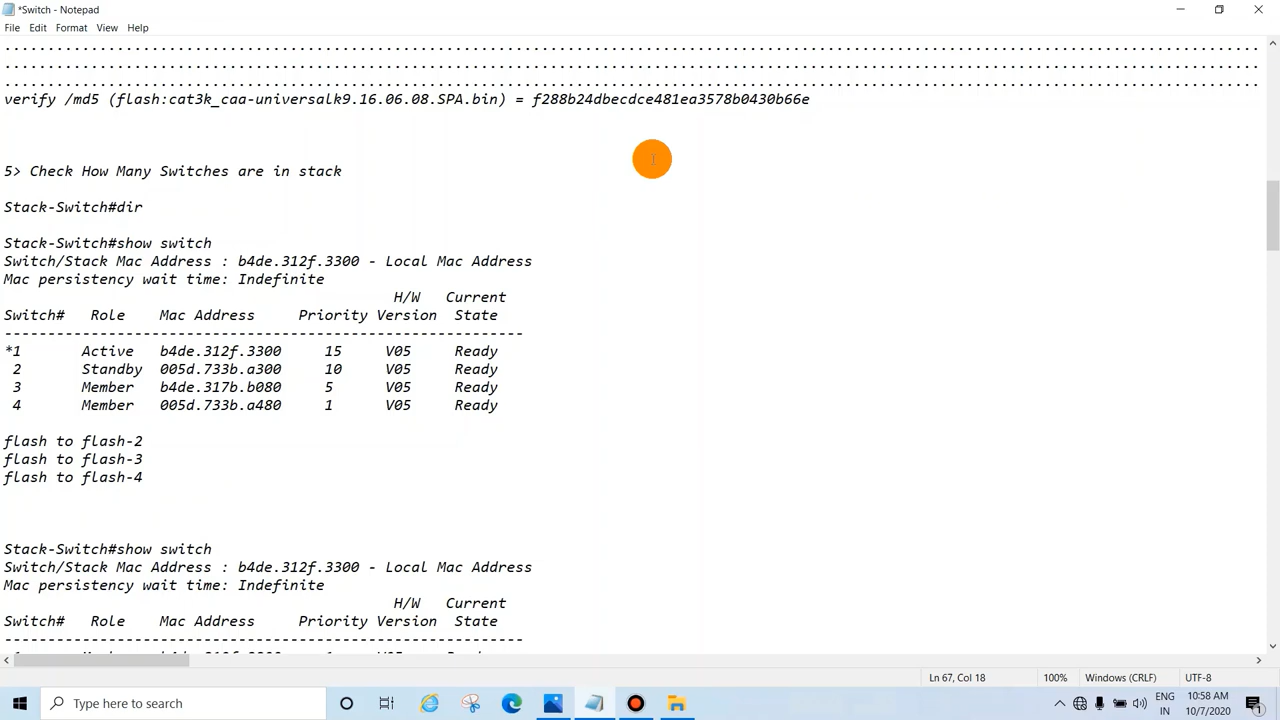 *Switch - Notepad
File Edit Format View Help
verify /md5 (flash:cat3k_caa-universalk9.16.06.08.SPA.bin) = f288b24dbecdce481ea3578b0430b66e
5> Check How Many Switches are in stack
Stack-Switch#dir
Stack-Switch#show switch
Switch/Stack Mac Address : b4de.312f.3300 - Local Mac Address
Mac persistency wait time: Indefinite
H/W Current
Switch# Role Mac Address Priority Version State
------------------------------------------------------------
*1 Active b4de.312f.3300 15 V05 Ready
2 Standby 005d.733b.a300 10 V05 Ready
3 Member b4de.317b.b080 5 V05 Ready
4 Member 005d.733b.a480 1 V05 Ready
flash to flash-2
flash to flash-3
flash to flash-4
Stack-Switch#show switch
Switch/Stack Mac Address : b4de.312f.3300 - Local Mac Address
Mac persistency wait time: Indefinite
H/W Current
Switch# Role Mac Address Priority Version State
------------------------------------------------------------
Ln 67, Col 18 100% Windows (CRLF) UTF-8
Type here to search
ENG 10:58 AM
IN 10/7/2020
1